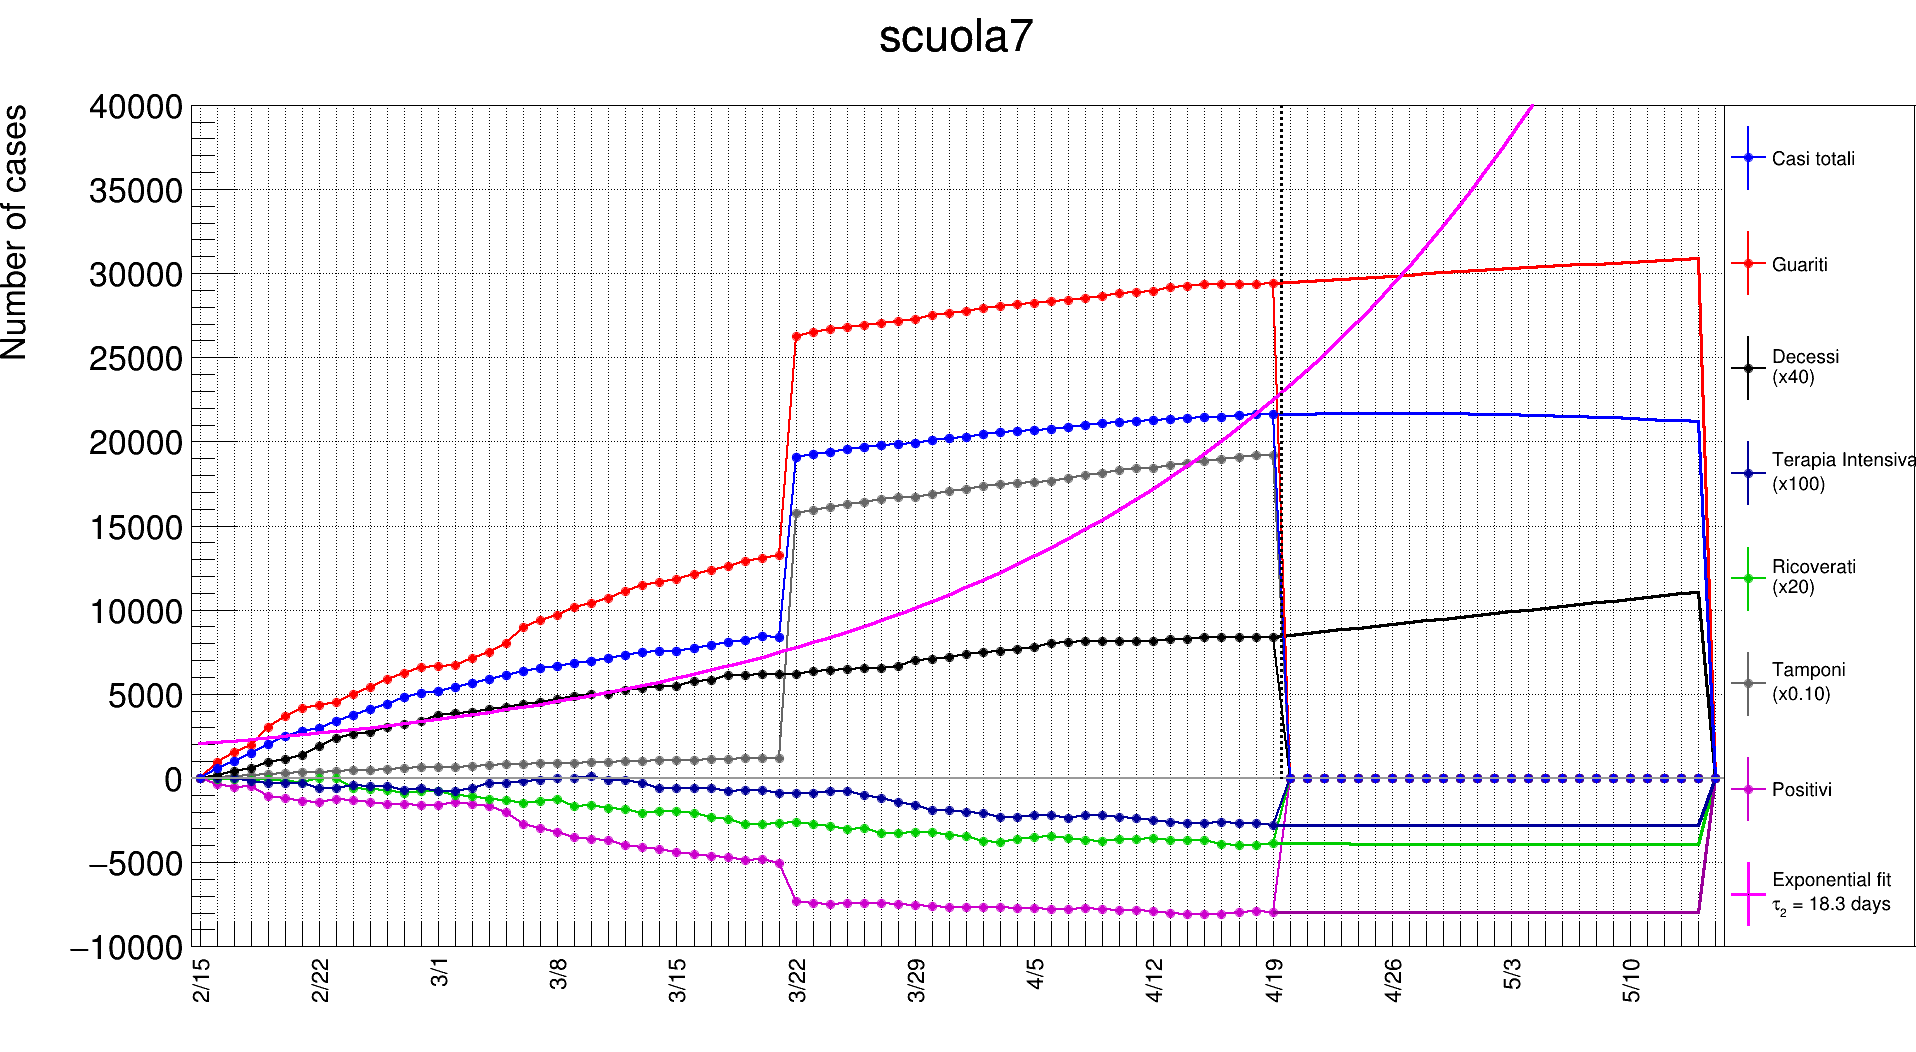 scuola7
Number of cases
40000
35000
30000
25000
20000
15000
10000
5000
0
−5000
−10000
2/15
2/22
3/1
3/8
3/15
3/22
3/29
4/5
4/12
4/19
4/26
5/3
5/10
Casi totali
Guariti
Decessi
(x40)
Terapia Intensiva
(x100)
Ricoverati
(x20)
Tamponi
(x0.10)
Positivi
Exponential fit
τ2 = 18.3 days